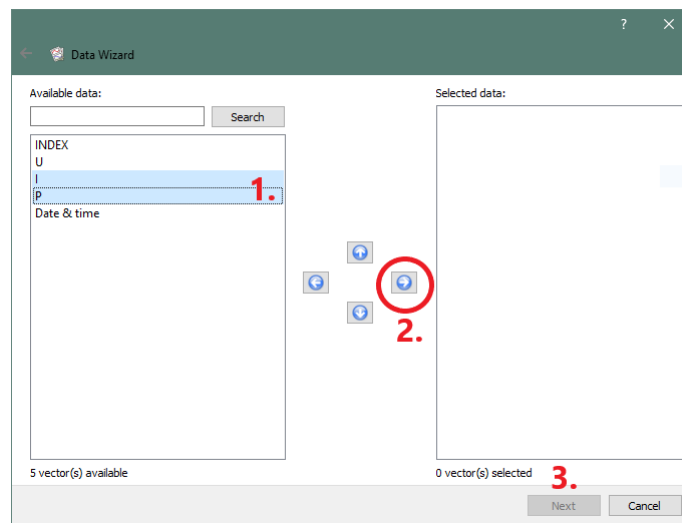 ?
Data Wizard
Available data:
Selected data:
Search
INDEX
U
I
P
1.
Date & time
2.
5 vector(s) available
0 vector(s) selected
3.
Next
Cancel